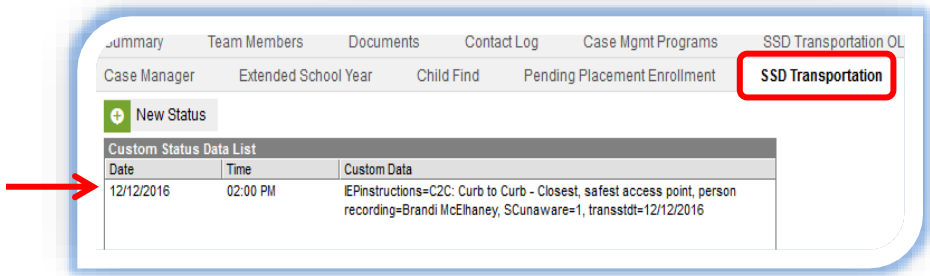 Summary Team Members Documents Contact Log Case Mgmt Programs SSD Transportation OL
Case Manager Extended School Year Child Find Pending Placement Enrollment SSD Transportation
New Status
Custom Status Data List
Date Time Custom Data
12/12/2016 02:00 PM IEPinstructions=C2C: Curb to Curb - Closest, safest access point, person
recording=Brandi McElhaney, SCunaware=1, transstdt=12/12/2016